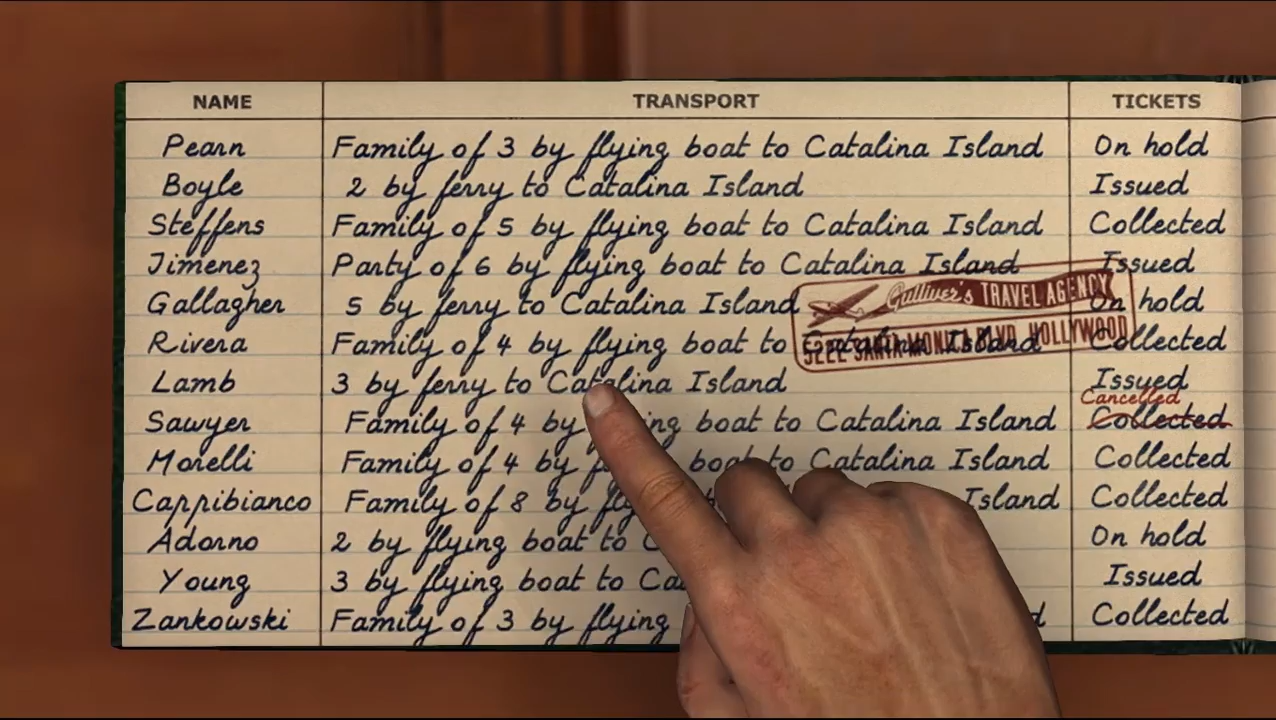 NAME TRANSPORT TICKETS
Pearn Family of 3 by flying boat to Catalina Island On hold
Boyle 2 by ferry to Catalina Island Issued
Steffens Family of 5 by flying boat to Catalina Island Collected
Jimenez Party of 6 by flying boat to Catalina Island Issued
Gulliver's TRAVEL AGENCY
Gallagher 5 by ferry to Catalina Island On hold
5222 SANTA MONICA BLVD. HOLLYWOOD
Rivera Family of 4 by flying boat to Catalina Island Collected
Lamb 3 by ferry to Catalina Island Issued
Cancelled
Sawyer Family of 4 by flying boat to Catalina Island Collected
Morelli Family of 4 by boat to Catalina Island Collected
Cappibianco Family of 8 by Island Collected
Adorno 2 by flying boat to On hold
Young 3 by flying boat to Issued
Zankowski Family of 3 by flying Collected